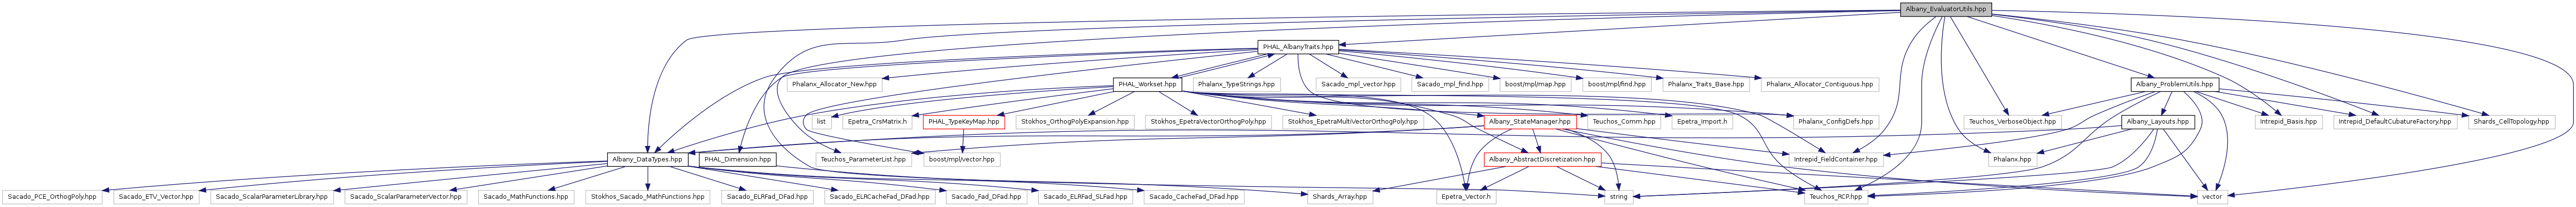 Albany_EvaluatorUtils.hpp
PHAL_AlbanyTraits.hpp
Phalanx_Allocator_New.hpp
PHAL_Workset.hpp
Phalanx_TypeStrings.hpp
Sacado_mpl_vector.hpp
Sacado_mpl_find.hpp
boost/mpl/map.hpp
boost/mpl/find.hpp
Phalanx_Traits_Base.hpp
Phalanx_Allocator_Contiguous.hpp
Albany_ProblemUtils.hpp
list
Epetra_CrsMatrix.h
PHAL_TypeKeyMap.hpp
Stokhos_OrthogPolyExpansion.hpp
Stokhos_EpetraVectorOrthogPoly.hpp
Stokhos_EpetraMultiVectorOrthogPoly.hpp
Albany_StateManager.hpp
Teuchos_Comm.hpp
Epetra_Import.h
Phalanx_ConfigDefs.hpp
Teuchos_VerboseObject.hpp
Albany_Layouts.hpp
Intrepid_Basis.hpp
Intrepid_DefaultCubatureFactory.hpp
Shards_CellTopology.hpp
Albany_DataTypes.hpp
PHAL_Dimension.hpp
Teuchos_ParameterList.hpp
boost/mpl/vector.hpp
Albany_AbstractDiscretization.hpp
Intrepid_FieldContainer.hpp
Phalanx.hpp
Sacado_PCE_OrthogPoly.hpp
Sacado_ETV_Vector.hpp
Sacado_ScalarParameterLibrary.hpp
Sacado_ScalarParameterVector.hpp
Sacado_MathFunctions.hpp
Stokhos_Sacado_MathFunctions.hpp
Sacado_ELRFad_DFad.hpp
Sacado_ELRCacheFad_DFad.hpp
Sacado_Fad_DFad.hpp
Sacado_ELRFad_SLFad.hpp
Sacado_CacheFad_DFad.hpp
Shards_Array.hpp
Epetra_Vector.h
string
Teuchos_RCP.hpp
vector